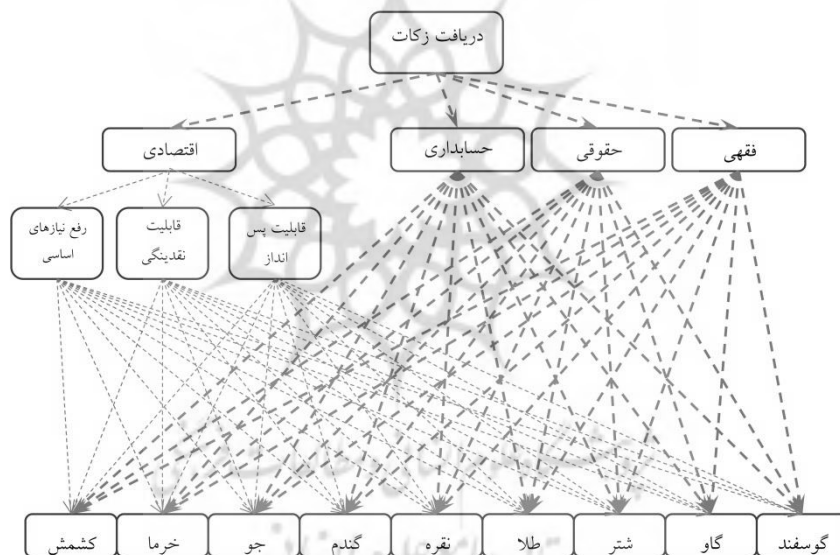 دریافت زکات
فقهی
حقوقی
حسابداری
اقتصادی
قابلیت پس
انداز
قابلیت
نقدینگی
رفع نیازهای
اساسی
گوسفند
گاو
شتر
طلا
نقره
گندم
جو
خرما
کشمش